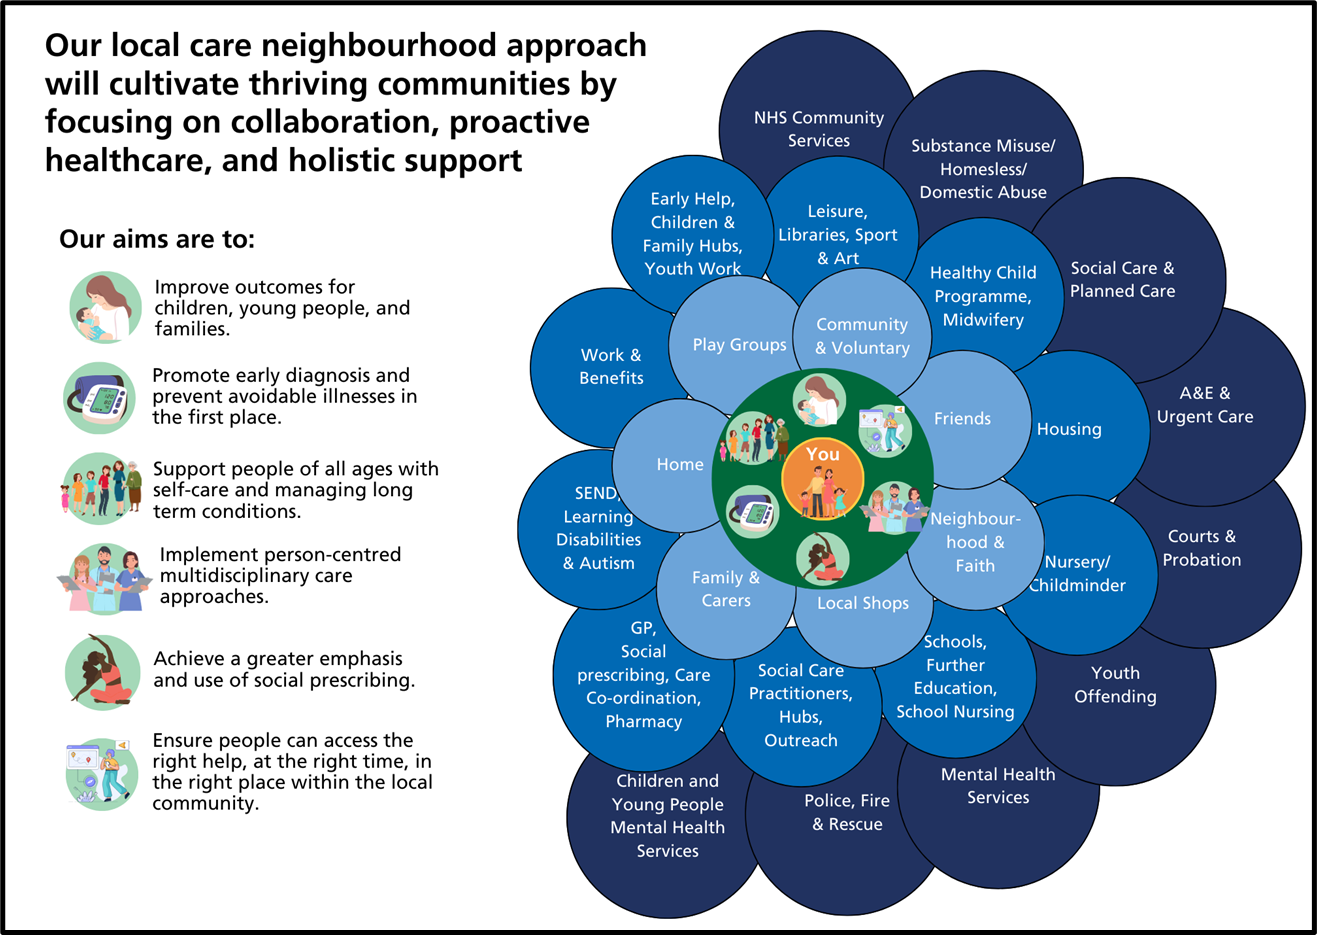 Our local care neighbourhood approach
will cultivate thriving communities by
focusing on collaboration, proactive
healthcare, and holistic support
Our aims are to:
Improve outcomes for
children, young people, and
families.
Promote early diagnosis and
prevent avoidable illnesses in
the first place.
Support people of all ages with
self-care and managing long
term conditions.
Implement person-centred
multidisciplinary care
approaches.
Achieve a greater emphasis
and use of social prescribing.
Ensure people can access the
right help, at the right time, in
the right place within the local
community.
NHS Community
Services
Substance Misuse/
Homesless/
Domestic Abuse
Social Care &
Planned Care
A&E &
Urgent Care
Courts &
Probation
Youth
Offending
Mental Health
Services
Police, Fire
& Rescue
Children and
Young People
Mental Health
Services
Early Help,
Children &
Family Hubs,
Youth Work
Leisure,
Libraries, Sport
& Art
Healthy Child
Programme,
Midwifery
Housing
Nursery/
Childminder
Schools,
Further
Education,
School Nursing
Social Care
Practitioners,
Hubs,
Outreach
GP,
Social
prescribing, Care
Co-ordination,
Pharmacy
SEND,
Learning
Disabilities
& Autism
Work &
Benefits
Play Groups
Community
& Voluntary
Friends
Neighbour-
hood &
Faith
Local Shops
Family &
Carers
Home
You